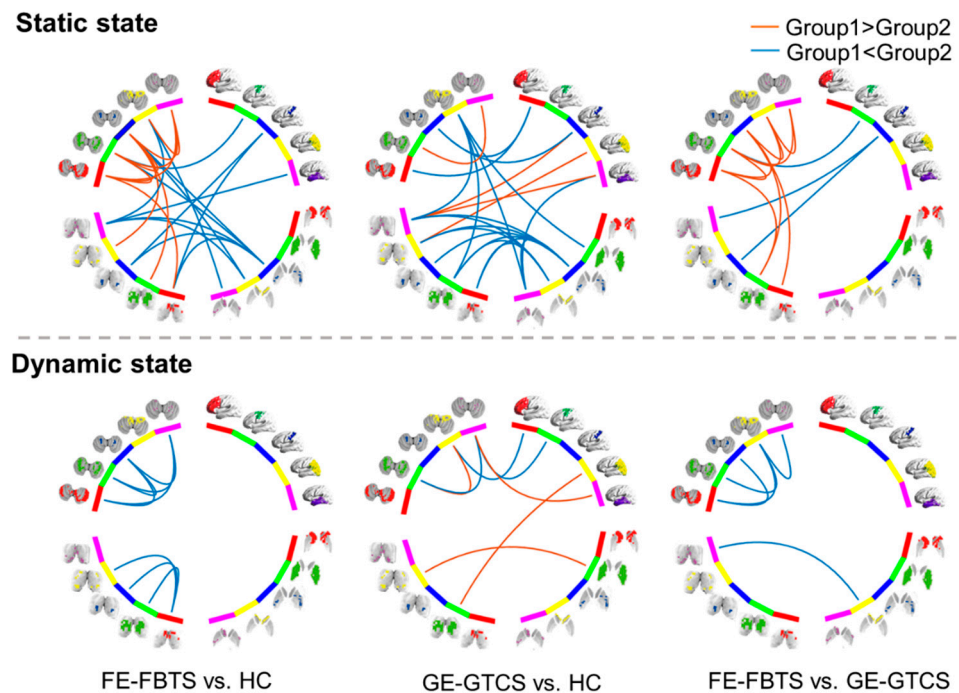 Static state
Group1>Group2
Group1<Group2
Dynamic state
FE-FBTS vs. HC
GE-GTCS vs. HC
FE-FBTS vs. GE-GTCS